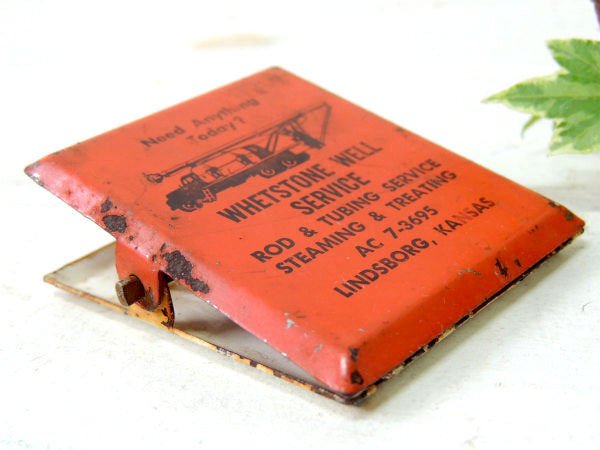 Need Anything
Today?
WHETSTONE WELL
SERVICE
ROD & TUBING SERVICE
STEAMING & TREATING
AC 7-3695
LINDSBORG, KANSAS